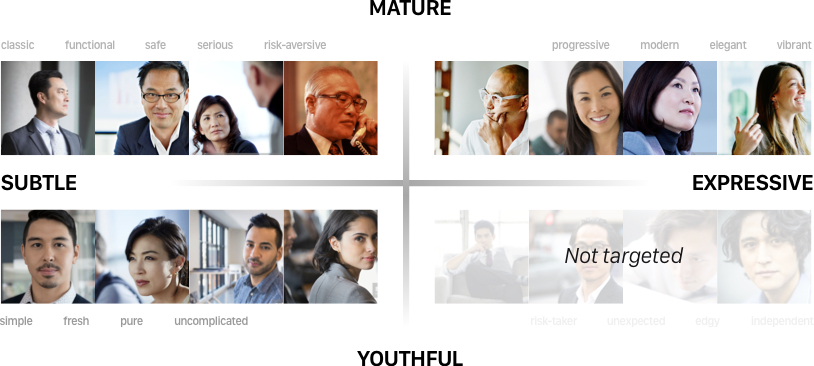 MATURE
classic functional safe serious risk-aversive progressive modern elegant vibrant
SUBTLE EXPRESSIVE
Not targeted
simple fresh pure uncomplicated risk-taker unexpected edgy independent
YOUTHFUL